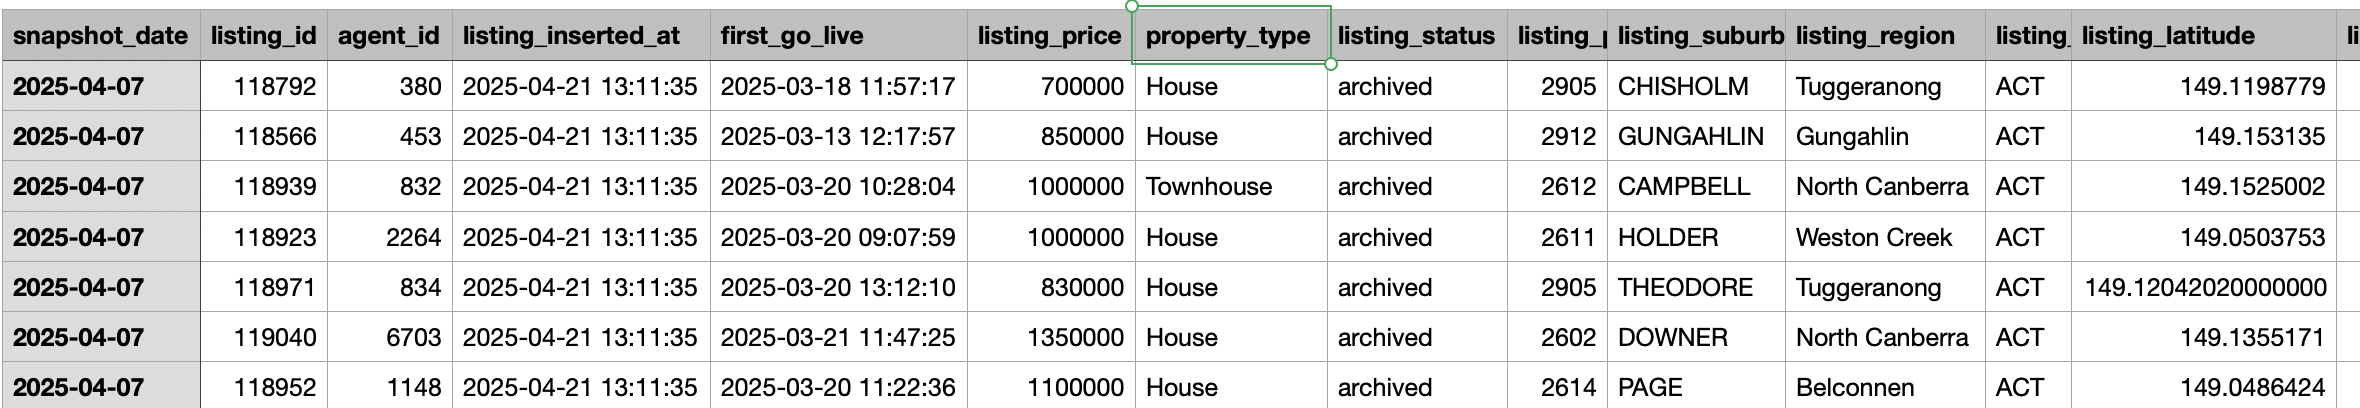 snapshot_date listing_id agent_id listing_inserted_at first_go_live listing_price property_type listing_status listing_p listing_suburb listing_region listing_ listing_latitude li
2025-04-07 118792 380 2025-04-21 13:11:35 2025-03-18 11:57:17 700000 House archived 2905 CHISHOLM Tuggeranong ACT 149.1198779
2025-04-07 118566 453 2025-04-21 13:11:35 2025-03-13 12:17:57 850000 House archived 2912 GUNGAHLIN Gungahlin ACT 149.153135
2025-04-07 118939 832 2025-04-21 13:11:35 2025-03-20 10:28:04 1000000 Townhouse archived 2612 CAMPBELL North Canberra ACT 149.1525002
2025-04-07 118923 2264 2025-04-21 13:11:35 2025-03-20 09:07:59 1000000 House archived 2611 HOLDER Weston Creek ACT 149.0503753
2025-04-07 118971 834 2025-04-21 13:11:35 2025-03-20 13:12:10 830000 House archived 2905 THEODORE Tuggeranong ACT 149.12042020000000
2025-04-07 119040 6703 2025-04-21 13:11:35 2025-03-21 11:47:25 1350000 House archived 2602 DOWNER North Canberra ACT 149.1355171
2025-04-07 118952 1148 2025-04-21 13:11:35 2025-03-20 11:22:36 1100000 House archived 2614 PAGE Belconnen ACT 149.0486424